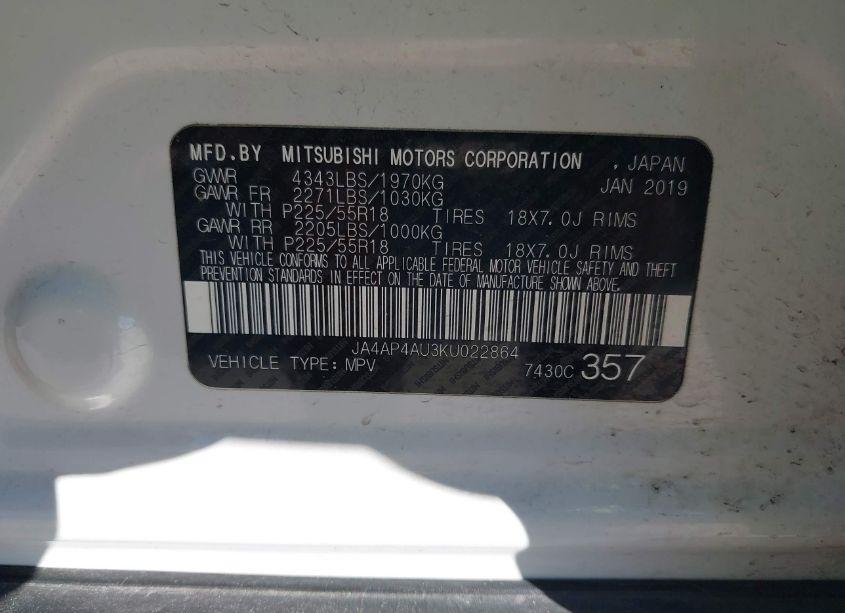 MFD.BY MITSUBISHI MOTORS CORPORATION , JAPAN
GVWR 4343LBS/1970KG JAN 2019
GAWR FR 2271LBS/1030KG
WITH P225/55R18 TIRES 18X7.0J RIMS
GAWR RR 2205LBS/1000KG
WITH P225/55R18 TIRES 18X7.0J RIMS
THIS VEHICLE CONFORMS TO ALL APPLICABLE FEDERAL MOTOR VEHICLE SAFETY AND THEFT
PREVENTION STANDARDS IN EFFECT ON THE DATE OF MANUFACTURE SHOWN ABOVE.
JA4AP4AU3KU022864
VEHICLE TYPE: MPV 7430C 357